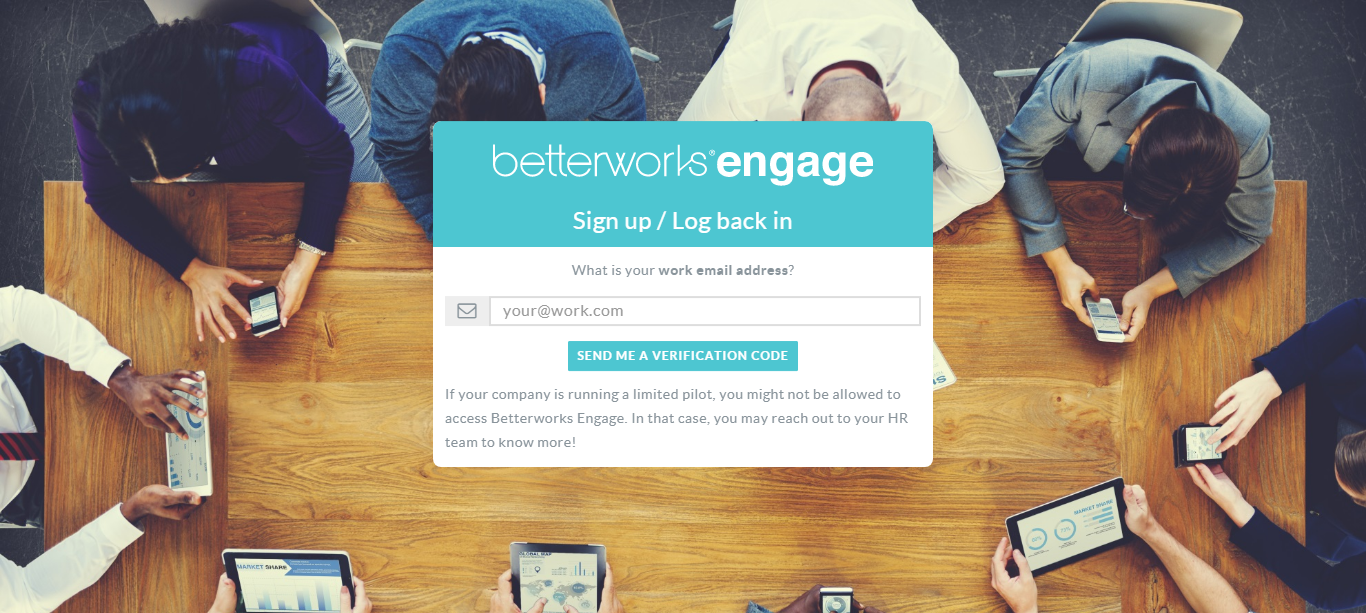 betterworks® engage
Sign up / Log back in
What is your work email address?
your@work.com
SEND ME A VERIFICATION CODE
If your company is running a limited pilot, you might not be allowed to
access Betterworks Engage. In that case, you may reach out to your HR
team to know more!
MARKET SHARE
MARKET SHARE
GLOBAL MAP